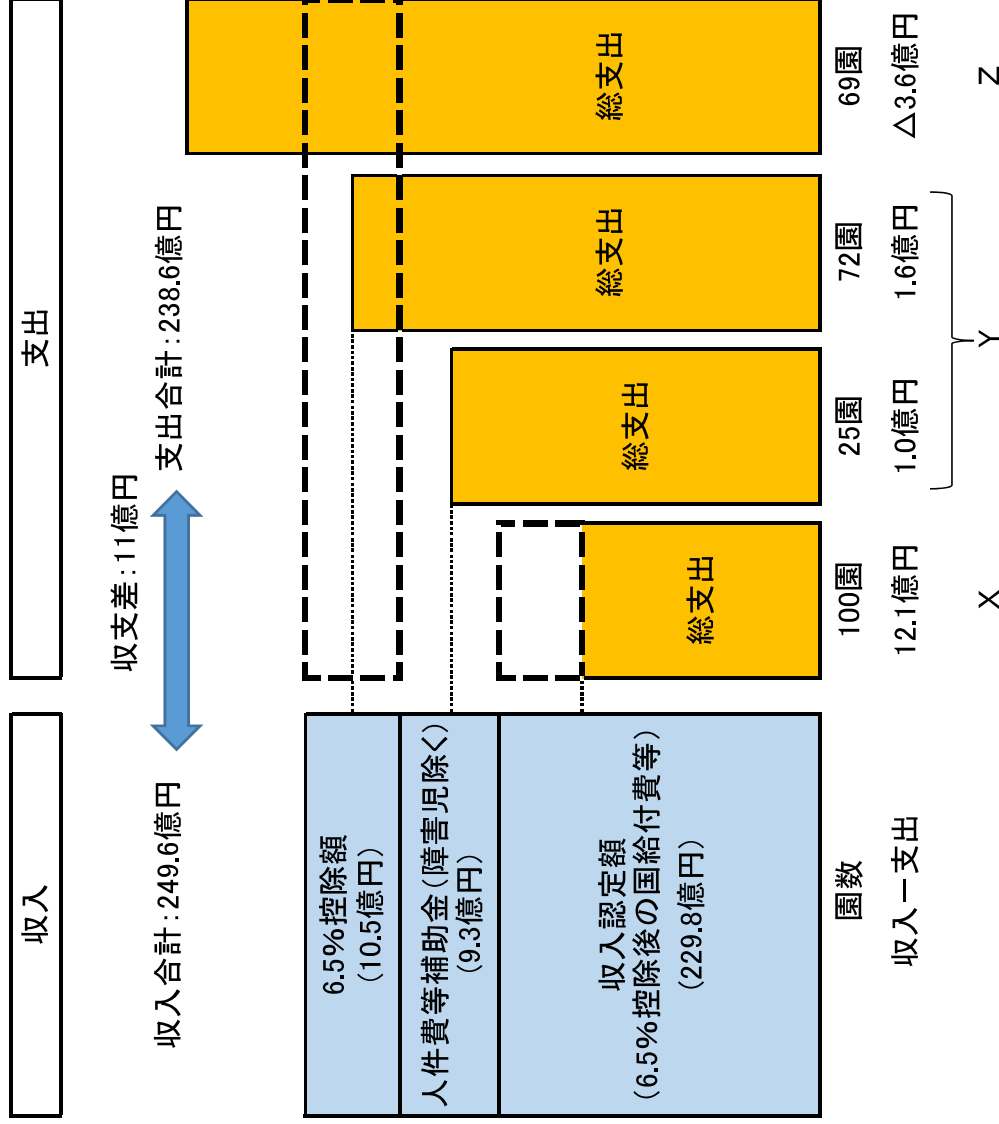 収入
支出
収支差：11億円
収入合計：249.6億円
支出合計：238.6億円
6.5％控除額
（10.5億円）
人件費等補助金（障害児除く）
（9.3億円）
収入認定額
（6.5％控除後の国給付費等）
（229.8億円）
総支出
総支出
総支出
総支出
園数
100園
25園
72園
69園
収入－支出
12.1億円
1.0億円
1.6億円
△3.6億円
X
Y
Z